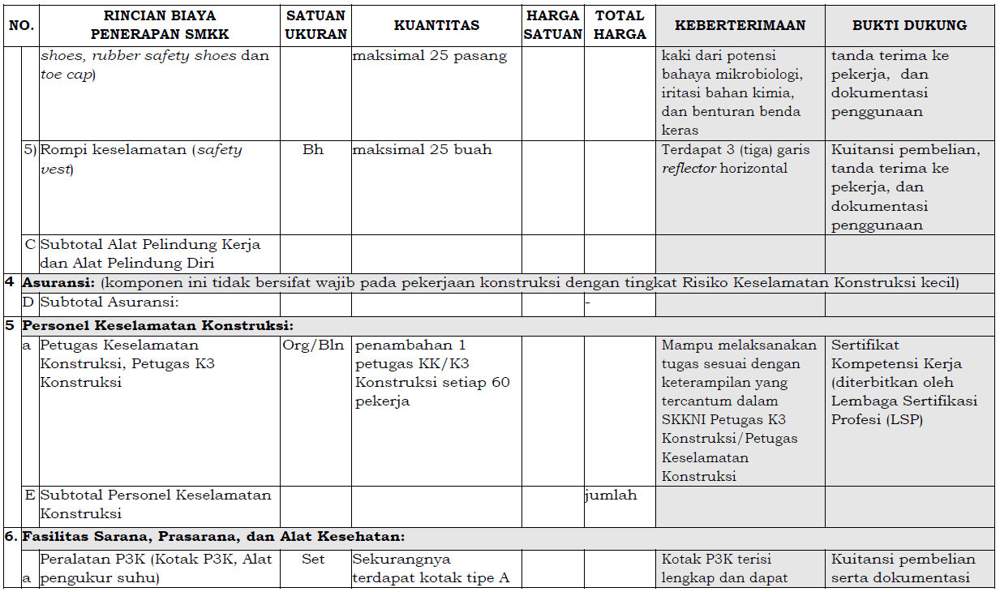 NO.
RINCIAN BIAYA
PENERAPAN SMKK
SATUAN
UKURAN
KUANTITAS
HARGA
SATUAN
TOTAL
HARGA
KEBERTERIMAAN
BUKTI DUKUNG
shoes, rubber safety shoes dan
toe cap)
maksimal 25 pasang
kaki dari potensi
bahaya mikrobiologi,
iritasi bahan kimia,
dan benturan benda
keras
tanda terima ke
pekerja, dan
dokumentasi
penggunaan
5) Rompi keselamatan (safety
vest)
Bh
maksimal 25 buah
Terdapat 3 (tiga) garis
reflector horizontal
Kuitansi pembelian,
tanda terima ke
pekerja, dan
dokumentasi
penggunaan
C Subtotal Alat Pelindung Kerja
dan Alat Pelindung Diri
4 Asuransi: (komponen ini tidak bersifat wajib pada pekerjaan konstruksi dengan tingkat Risiko Keselamatan Konstruksi kecil)
D Subtotal Asuransi:
-
5 Personel Keselamatan Konstruksi:
a Petugas Keselamatan
Konstruksi, Petugas K3
Konstruksi
Org/Bln
penambahan 1
petugas KK/K3
Konstruksi setiap 60
pekerja
Mampu melaksanakan
tugas sesuai dengan
keterampilan yang
tercantum dalam
SKKNI Petugas K3
Konstruksi/Petugas
Keselamatan
Konstruksi
Sertifikat
Kompetensi Kerja
(diterbitkan oleh
Lembaga Sertifikasi
Profesi (LSP)
E Subtotal Personel Keselamatan
Konstruksi
jumlah
6. Fasilitas Sarana, Prasarana, dan Alat Kesehatan:
a Peralatan P3K (Kotak P3K, Alat
pengukur suhu)
Set
Sekurangnya
terdapat kotak tipe A
Kotak P3K terisi
lengkap dan dapat
Kuitansi pembelian
serta dokumentasi